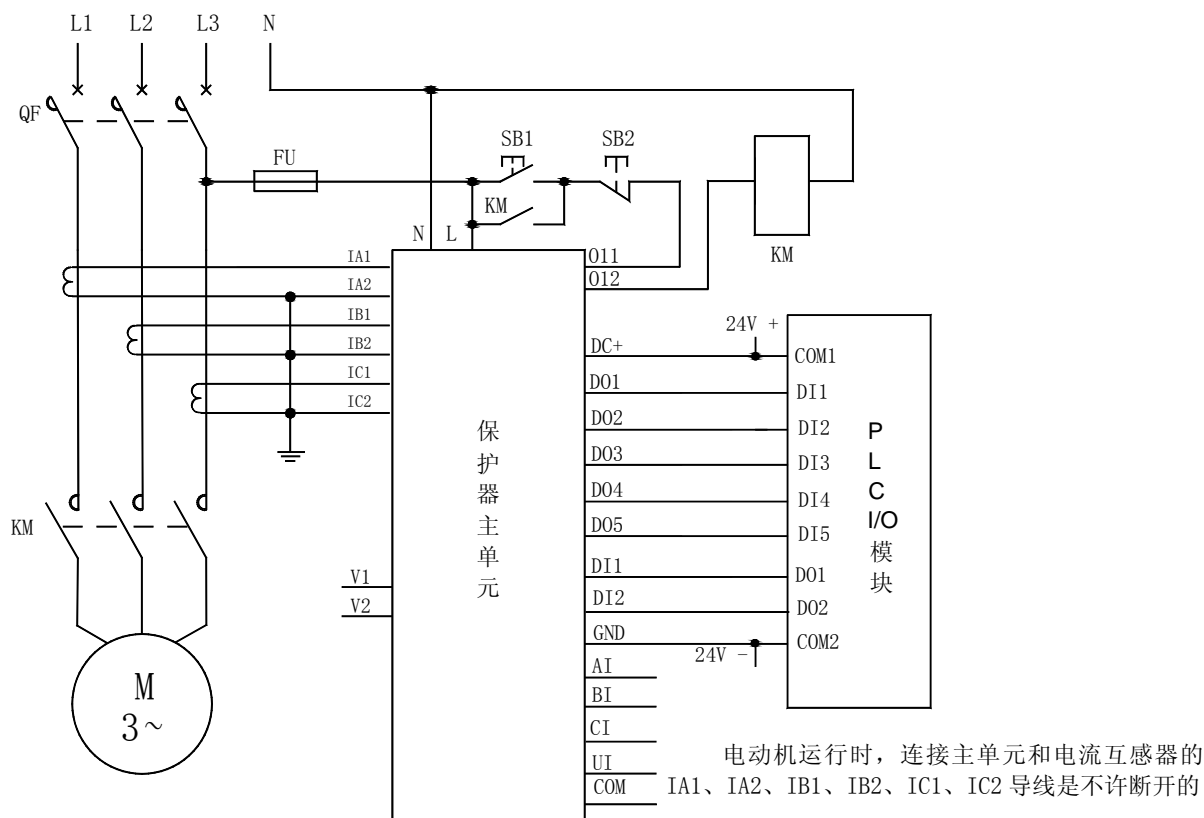 L1 L2 L3 N
QF
FU
SB1 SB2
KM
N L
KM
IA1
IA2
IB1
IB2
IC1
IC2
O11
O12
24V +
DC+
DO1
DO2
DO3
DO4
DO5
DI1
DI2
GND
24V -
AI
BI
CI
UI
COM
COM1
DI1
DI2
DI3
DI4
DI5
DO1
DO2
COM2
保护器主单元
PLC I/O模块
KM
V1
V2
M
3~
电动机运行时，连接主单元和电流互感器的
IA1、IA2、IB1、IB2、IC1、IC2 导线是不许断开的